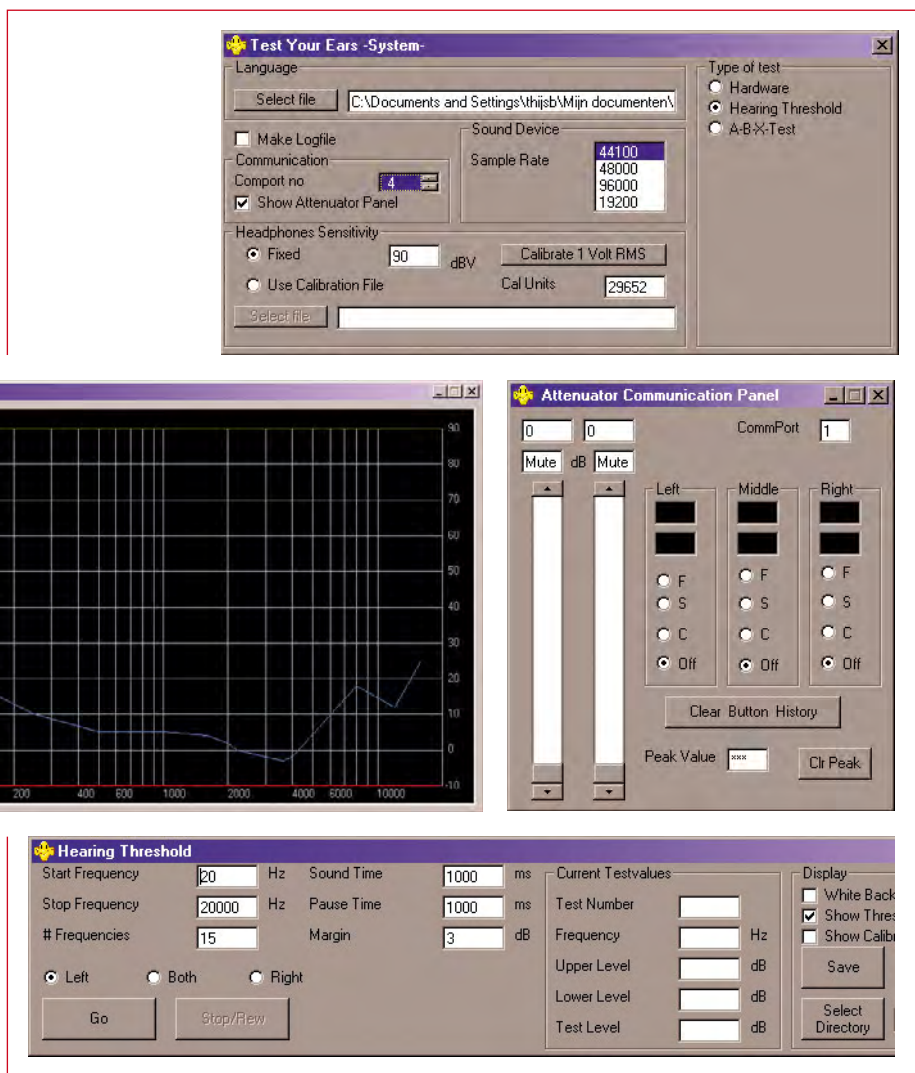 Test Your Ears -System-
Language
Select file C:\Documents and Settings\thijsb\Mijn documenten\
Make Logfile
Communication
Comport no 4
Show Attenuator Panel
Sound Device
Sample Rate
44100
48000
96000
19200
Headphones Sensitivity
Fixed 90 dBV Calibrate 1 Volt RMS
Use Calibration File Cal Units 29652
Select file
Type of test
Hardware
Hearing Threshold
A-B-X-Test
90
80
70
60
50
40
30
20
10
0
-10
200 400 600 1000 2000 4000 6000 10000
Attenuator Communication Panel
0 0 CommPort 1
Mute dB Mute
Left Middle Right
F F F
S S S
C C C
Off Off Off
Clear Button History
Peak Value *** Clr Peak
Hearing Threshold
Start Frequency 20 Hz Sound Time 1000 ms
Stop Frequency 20000 Hz Pause Time 1000 ms
# Frequencies 15 Margin 3 dB
Left Both Right
Go Stop/Rew
Current Testvalues
Test Number
Frequency Hz
Upper Level dB
Lower Level dB
Test Level dB
Display
White Back
Show Thres
Show Calib
Save
Select
Directory